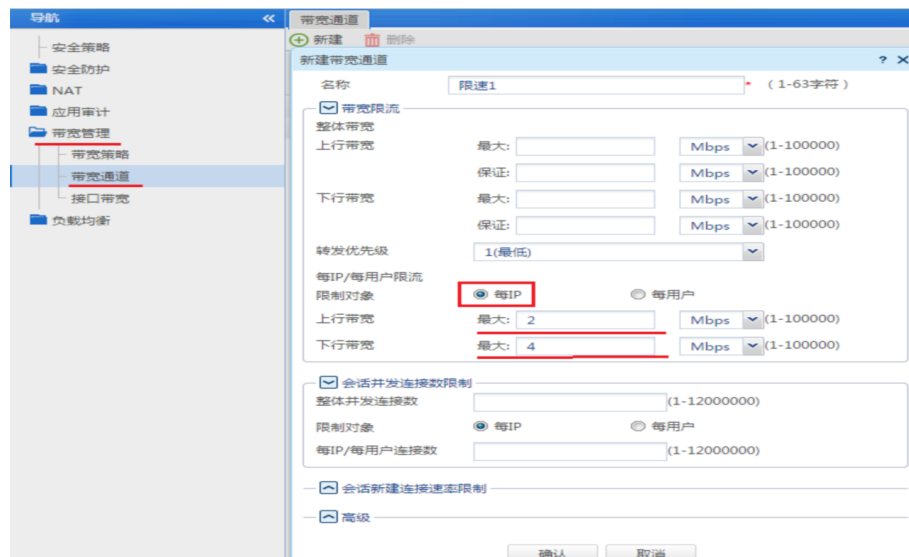 导航 «
安全策略
安全防护
NAT
应用审计
带宽管理
带宽策略
带宽通道
接口带宽
负载均衡
带宽通道
新建 删除
新建带宽通道 ? ×
名称 限速1 * (1-63字符)
带宽限流
整体带宽
上行带宽 最大: Mbps (1-100000)
保证: Mbps (1-100000)
下行带宽 最大: Mbps (1-100000)
保证: Mbps (1-100000)
转发优先级 1(最低)
每IP/每用户限流
限制对象 每IP 每用户
上行带宽 最大: 2 Mbps (1-100000)
下行带宽 最大: 4 Mbps (1-100000)
会话并发连接数限制
整体并发连接数 (1-12000000)
限制对象 每IP 每用户
每IP/每用户连接数 (1-12000000)
会话新建连接速率限制
高级
确认 取消